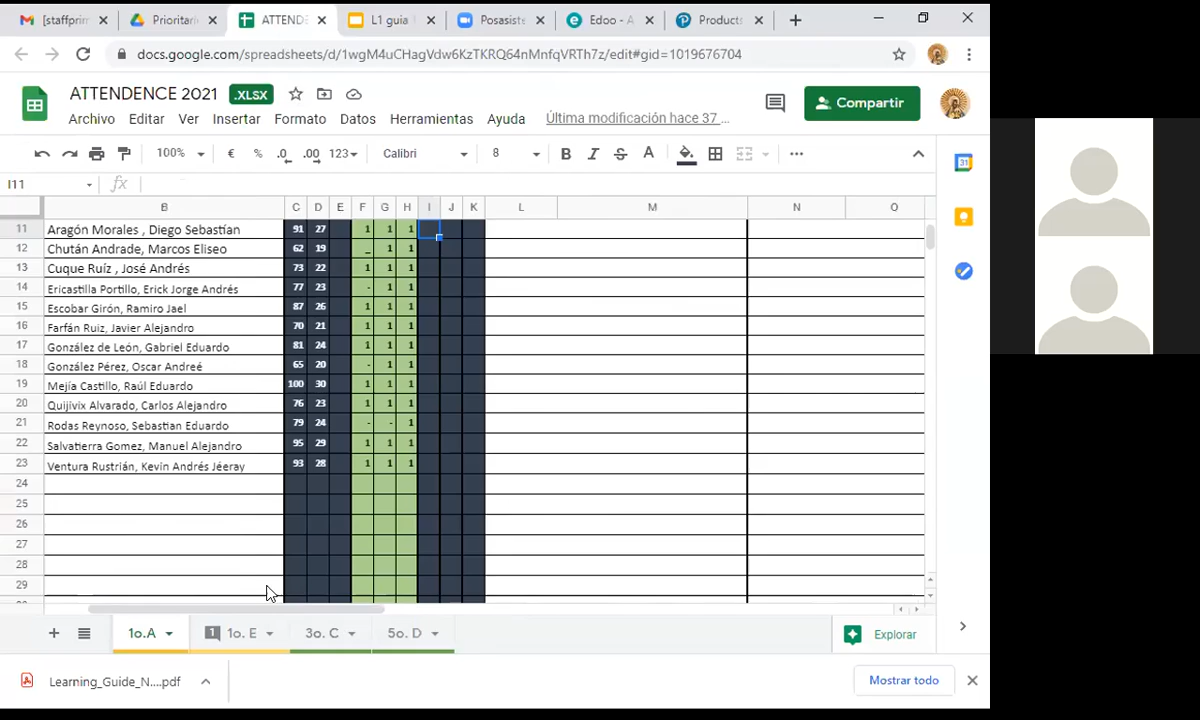 [staffprim
Prioritari
ATTENDE
L1 guia
Posasiste
Edoo - A
Products
docs.google.com/spreadsheets/d/1wgM4uCHagVdw6KzTKRQ64nMnfqVRTh7z/edit#gid=1019676704
ATTENDENCE 2021 .XLSX
Compartir
Archivo Editar Ver Insertar Formato Datos Herramientas Ayuda Última modificación hace 37 ...
100% € % .0 .00 123 Calibri 8 B I S A
I11 fx
B C D E F G H I J K L M N O
11 Aragón Morales , Diego Sebastían 91 27 1 1 1
12 Chután Andrade, Marcos Eliseo 62 19 _ 1 1
13 Cuque Ruíz , José Andrés 73 22 1 1 1
14 Ericastilla Portillo, Erick Jorge Andrés 77 23 - 1 1
15 Escobar Girón, Ramiro Jael 87 26 1 1 1
16 Farfán Ruiz, Javier Alejandro 70 21 1 1 1
17 González de León, Gabriel Eduardo 81 24 1 1 1
18 González Pérez, Oscar Andreé 65 20 - 1 1
19 Mejía Castillo, Raúl Eduardo 100 30 1 1 1
20 Quijivix Alvarado, Carlos Alejandro 76 23 1 1 1
21 Rodas Reynoso, Sebastian Eduardo 79 24 - - 1
22 Salvatierra Gomez, Manuel Alejandro 95 29 1 1 1
23 Ventura Rustrián, Kevín Andrés Jéeray 93 28 1 1 1
24
25
26
27
28
29
1o.A 1 1o. E 3o. C 5o. D Explorar
Learning_Guide_N....pdf
Mostrar todo